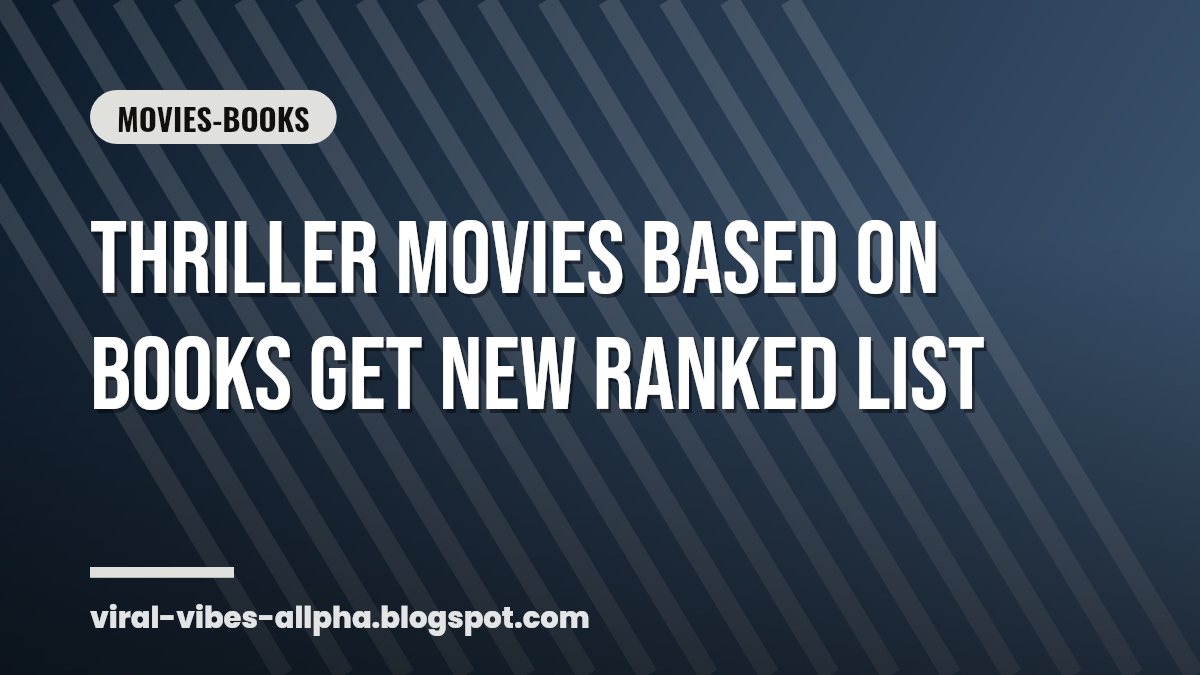 MOVIES-BOOKS
THRILLER MOVIES BASED ON
BOOKS GET NEW RANKED LIST
viral-vibes-allpha.blogspot.com